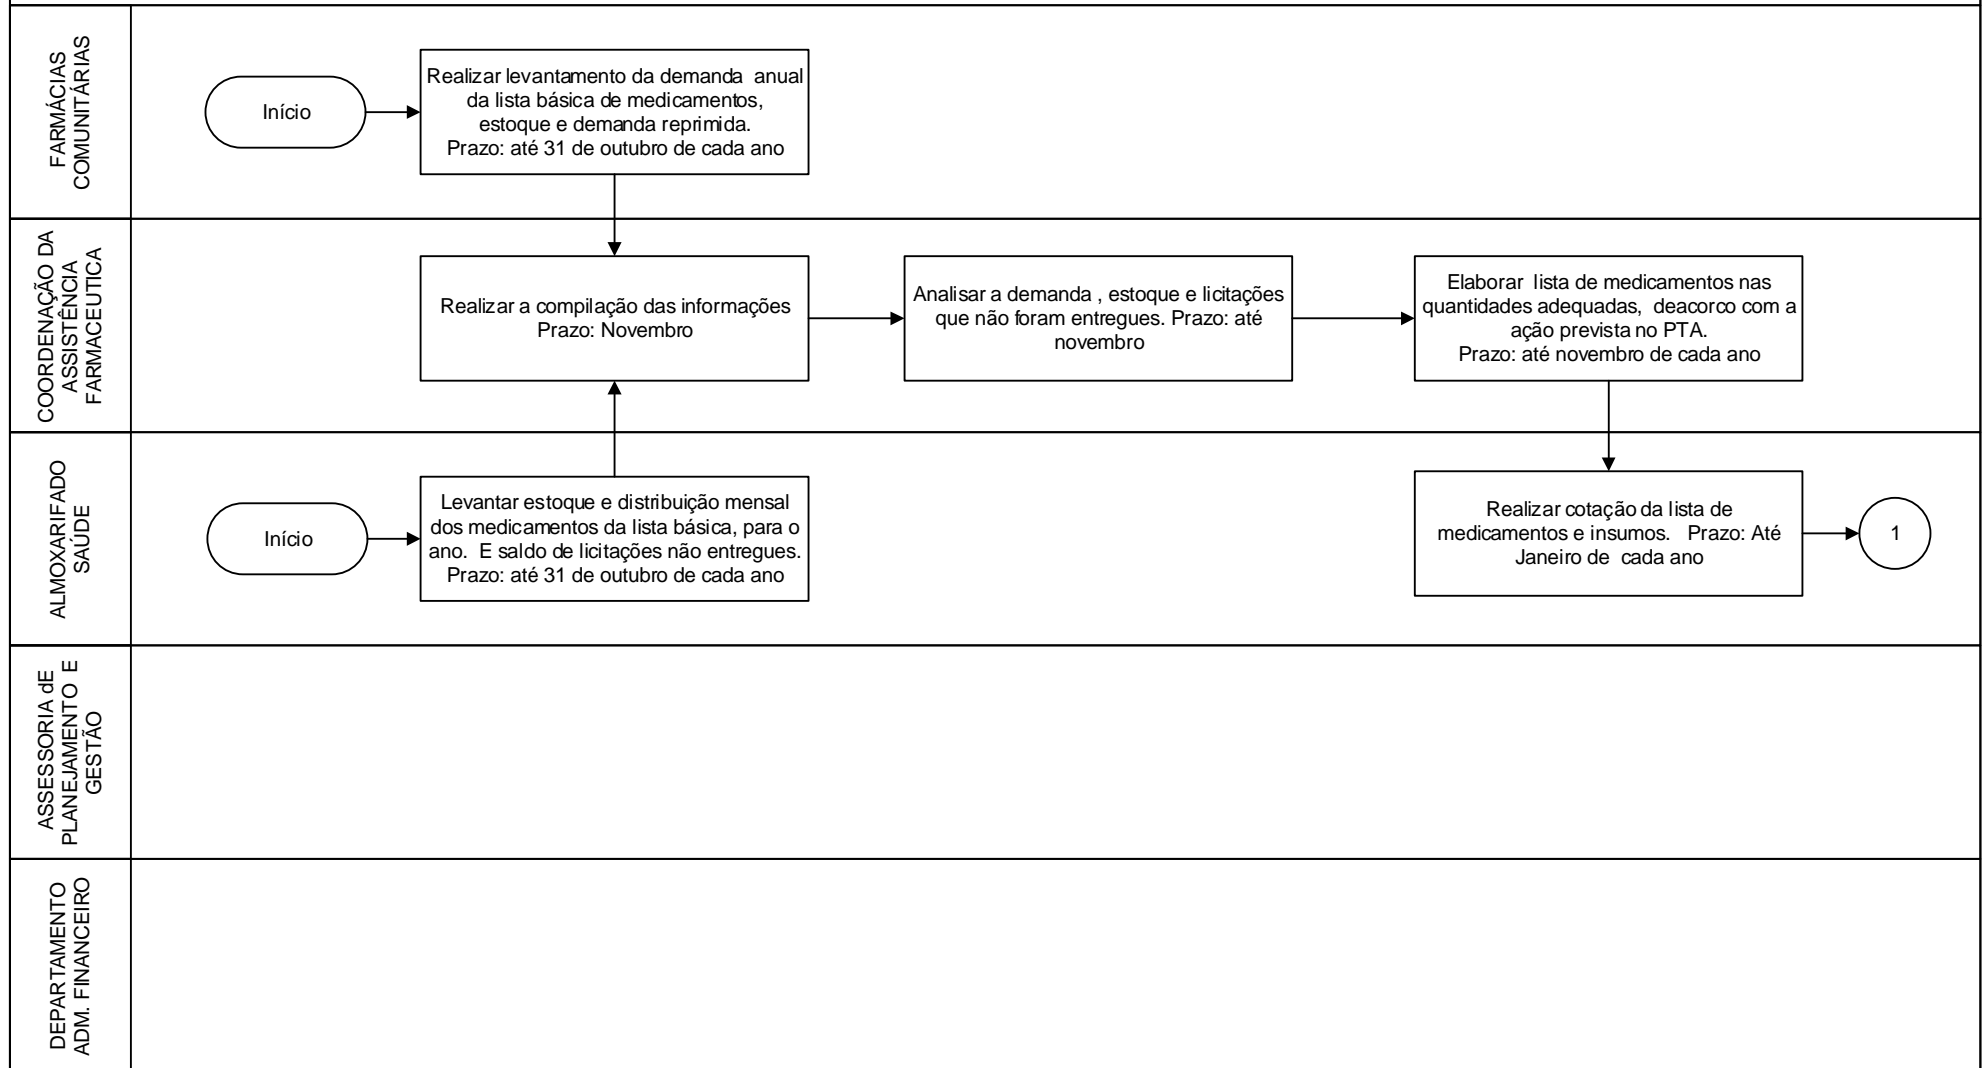 FARMÁCIAS
COMUNITÁRIAS
Início
Realizar levantamento da demanda anual
da lista básica de medicamentos,
estoque e demanda reprimida.
Prazo: até 31 de outubro de cada ano
COORDENAÇÃO DA
ASSISTÊNCIA
FARMACEUTICA
Realizar a compilação das informações
Prazo: Novembro
Analisar a demanda , estoque e licitações
que não foram entregues. Prazo: até
novembro
Elaborar lista de medicamentos nas
quantidades adequadas, deacorco com a
ação prevista no PTA.
Prazo: até novembro de cada ano
ALMOXARIFADO
SAÚDE
Início
Levantar estoque e distribuição mensal
dos medicamentos da lista básica, para o
ano. E saldo de licitações não entregues.
Prazo: até 31 de outubro de cada ano
Realizar cotação da lista de
medicamentos e insumos. Prazo: Até
Janeiro de cada ano
1
ASSESSORIA dE
PLANEJAMENTO E
GESTÃO
DEPARTAMENTO
ADM. FINANCEIRO